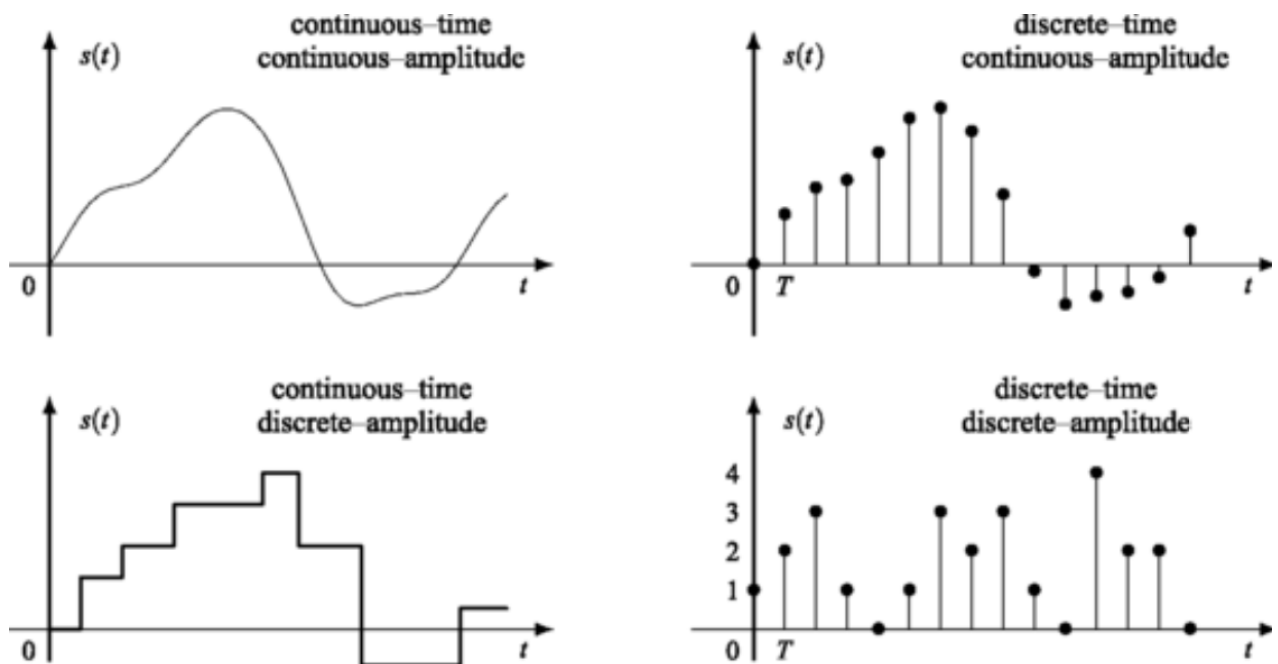 continuous–time
continuous–amplitude
s(t)
0
t
discrete–time
continuous–amplitude
s(t)
0
T
t
continuous–time
discrete–amplitude
s(t)
0
t
discrete–time
discrete–amplitude
s(t)
4
3
2
1
0
T
t